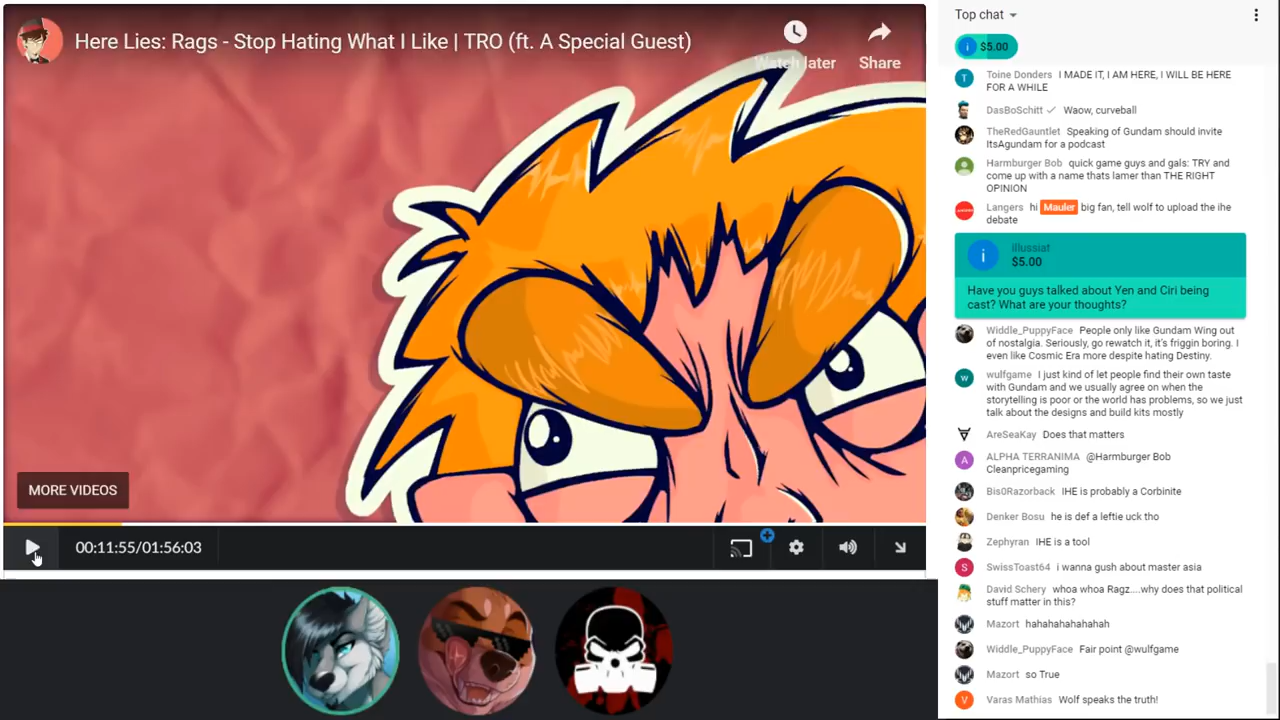 Here Lies: Rags - Stop Hating What I Like | TRO (ft. A Special Guest)
Watch later
Share
MORE VIDEOS
00:11:55/01:56:03
Top chat
$5.00
Toine Donders I MADE IT, I AM HERE, I WILL BE HERE
FOR A WHILE
DasBoSchitt Waow, curveball
TheRedGauntlet Speaking of Gundam should invite
ItsAgundam for a podcast
Harmburger Bob quick game guys and gals: TRY and
come up with a name thats lamer than THE RIGHT
OPINION
Langers hi Mauler big fan, tell wolf to upload the ihe
debate
Illussiat
$5.00
Have you guys talked about Yen and Ciri being
cast? What are your thoughts?
Widdle_PuppyFace People only like Gundam Wing out
of nostalgia. Seriously, go rewatch it, it's friggin boring. I
even like Cosmic Era more despite hating Destiny.
wulfgame I just kind of let people find their own taste
with Gundam and we usually agree on when the
storytelling is poor or the world has problems, so we just
talk about the designs and build kits mostly
AreSeaKay Does that matters
ALPHA TERRANIMA @Harmburger Bob
Cleanpricegaming
Bis0Razorback IHE is probably a Corbinite
Denker Bosu he is def a leftie uck tho
Zephyran IHE is a tool
SwissToast64 i wanna gush about master asia
David Schery whoa whoa Ragz....why does that political
stuff matter in this?
Mazort hahahahahahahah
Widdle_PuppyFace Fair point @wulfgame
Mazort so True
Varas Mathias Wolf speaks the truth!